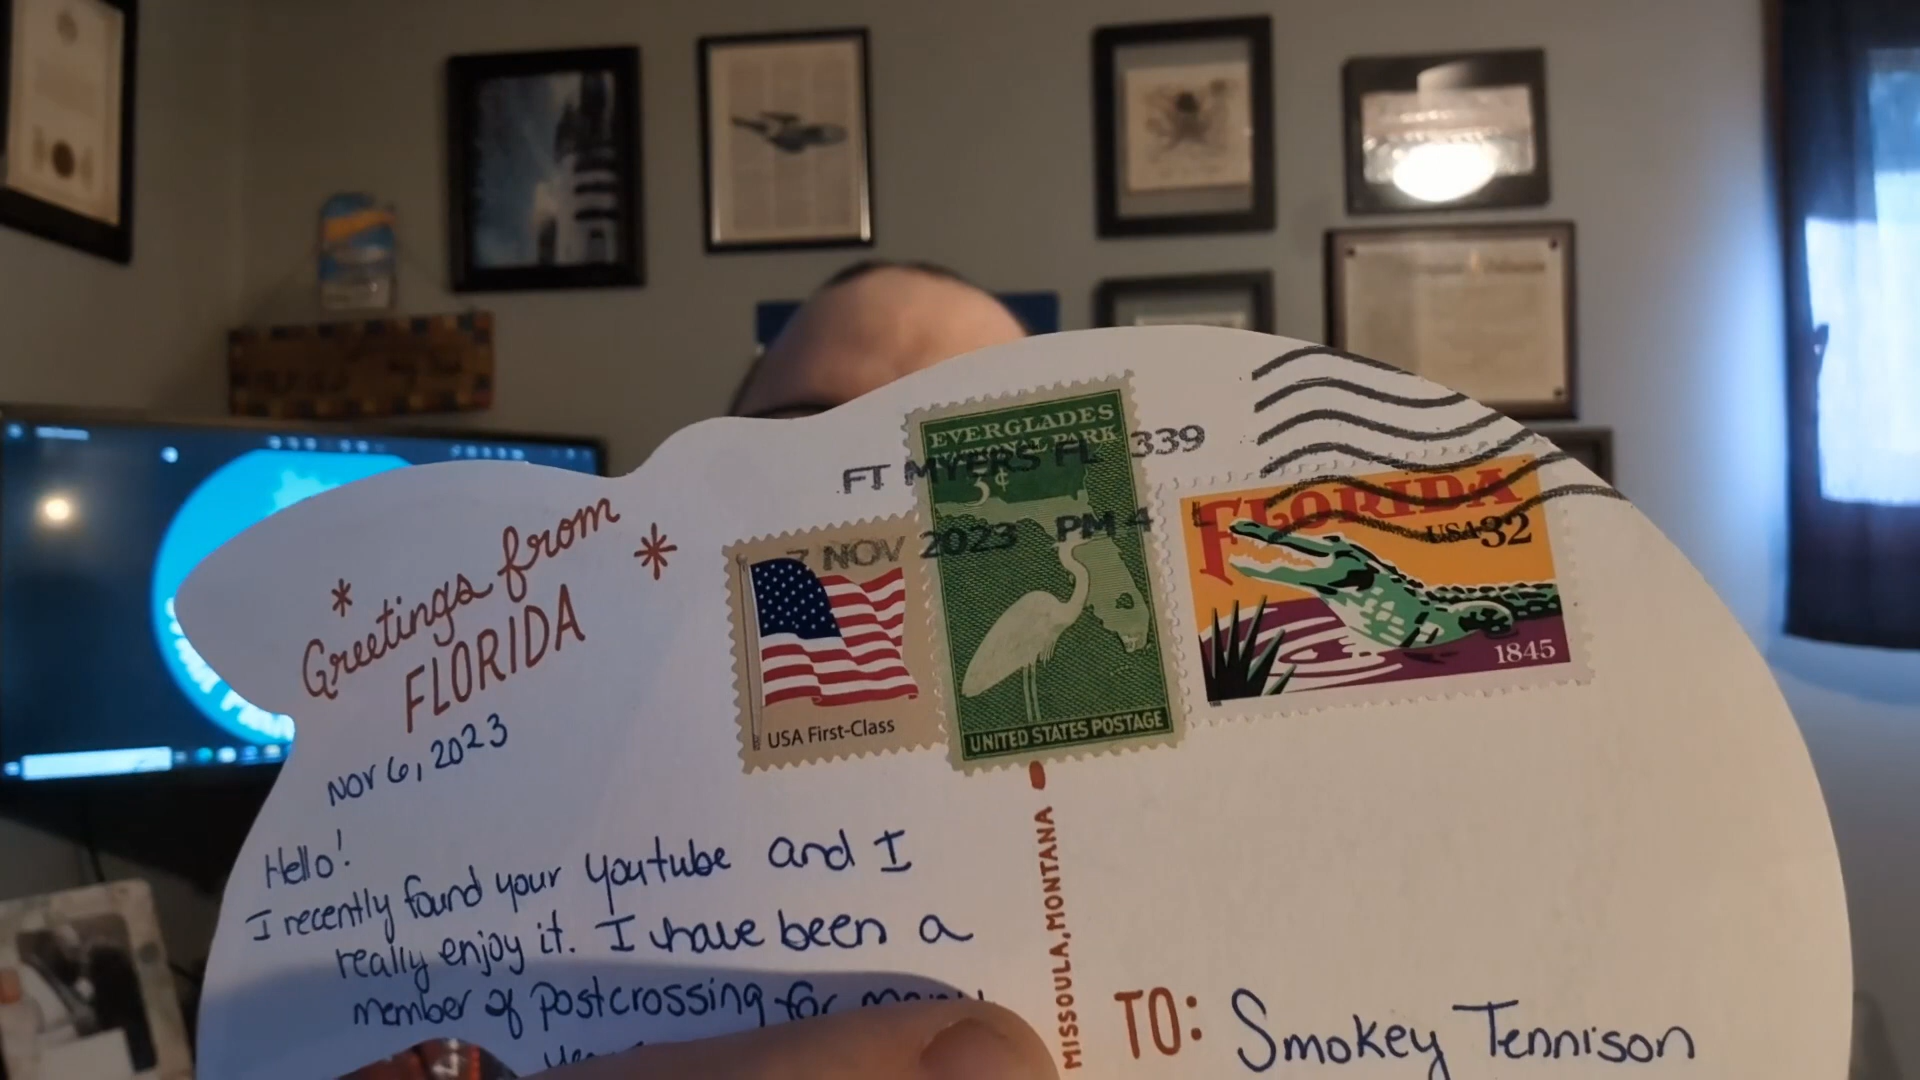 Greetings from
FLORIDA
Nov 6, 2023
Hello!
I recently found your Youtube and I
really enjoy it. I have been a
member of Postcrossing for many
EVERGLADES
NATIONAL PARK
3¢
UNITED STATES POSTAGE
FT MYERS FL 339
7 NOV 2023 PM 4 L
USA First-Class
FLORIDA
USA 32
1845
MISSOULA, MONTANA
TO: Smokey Tennison